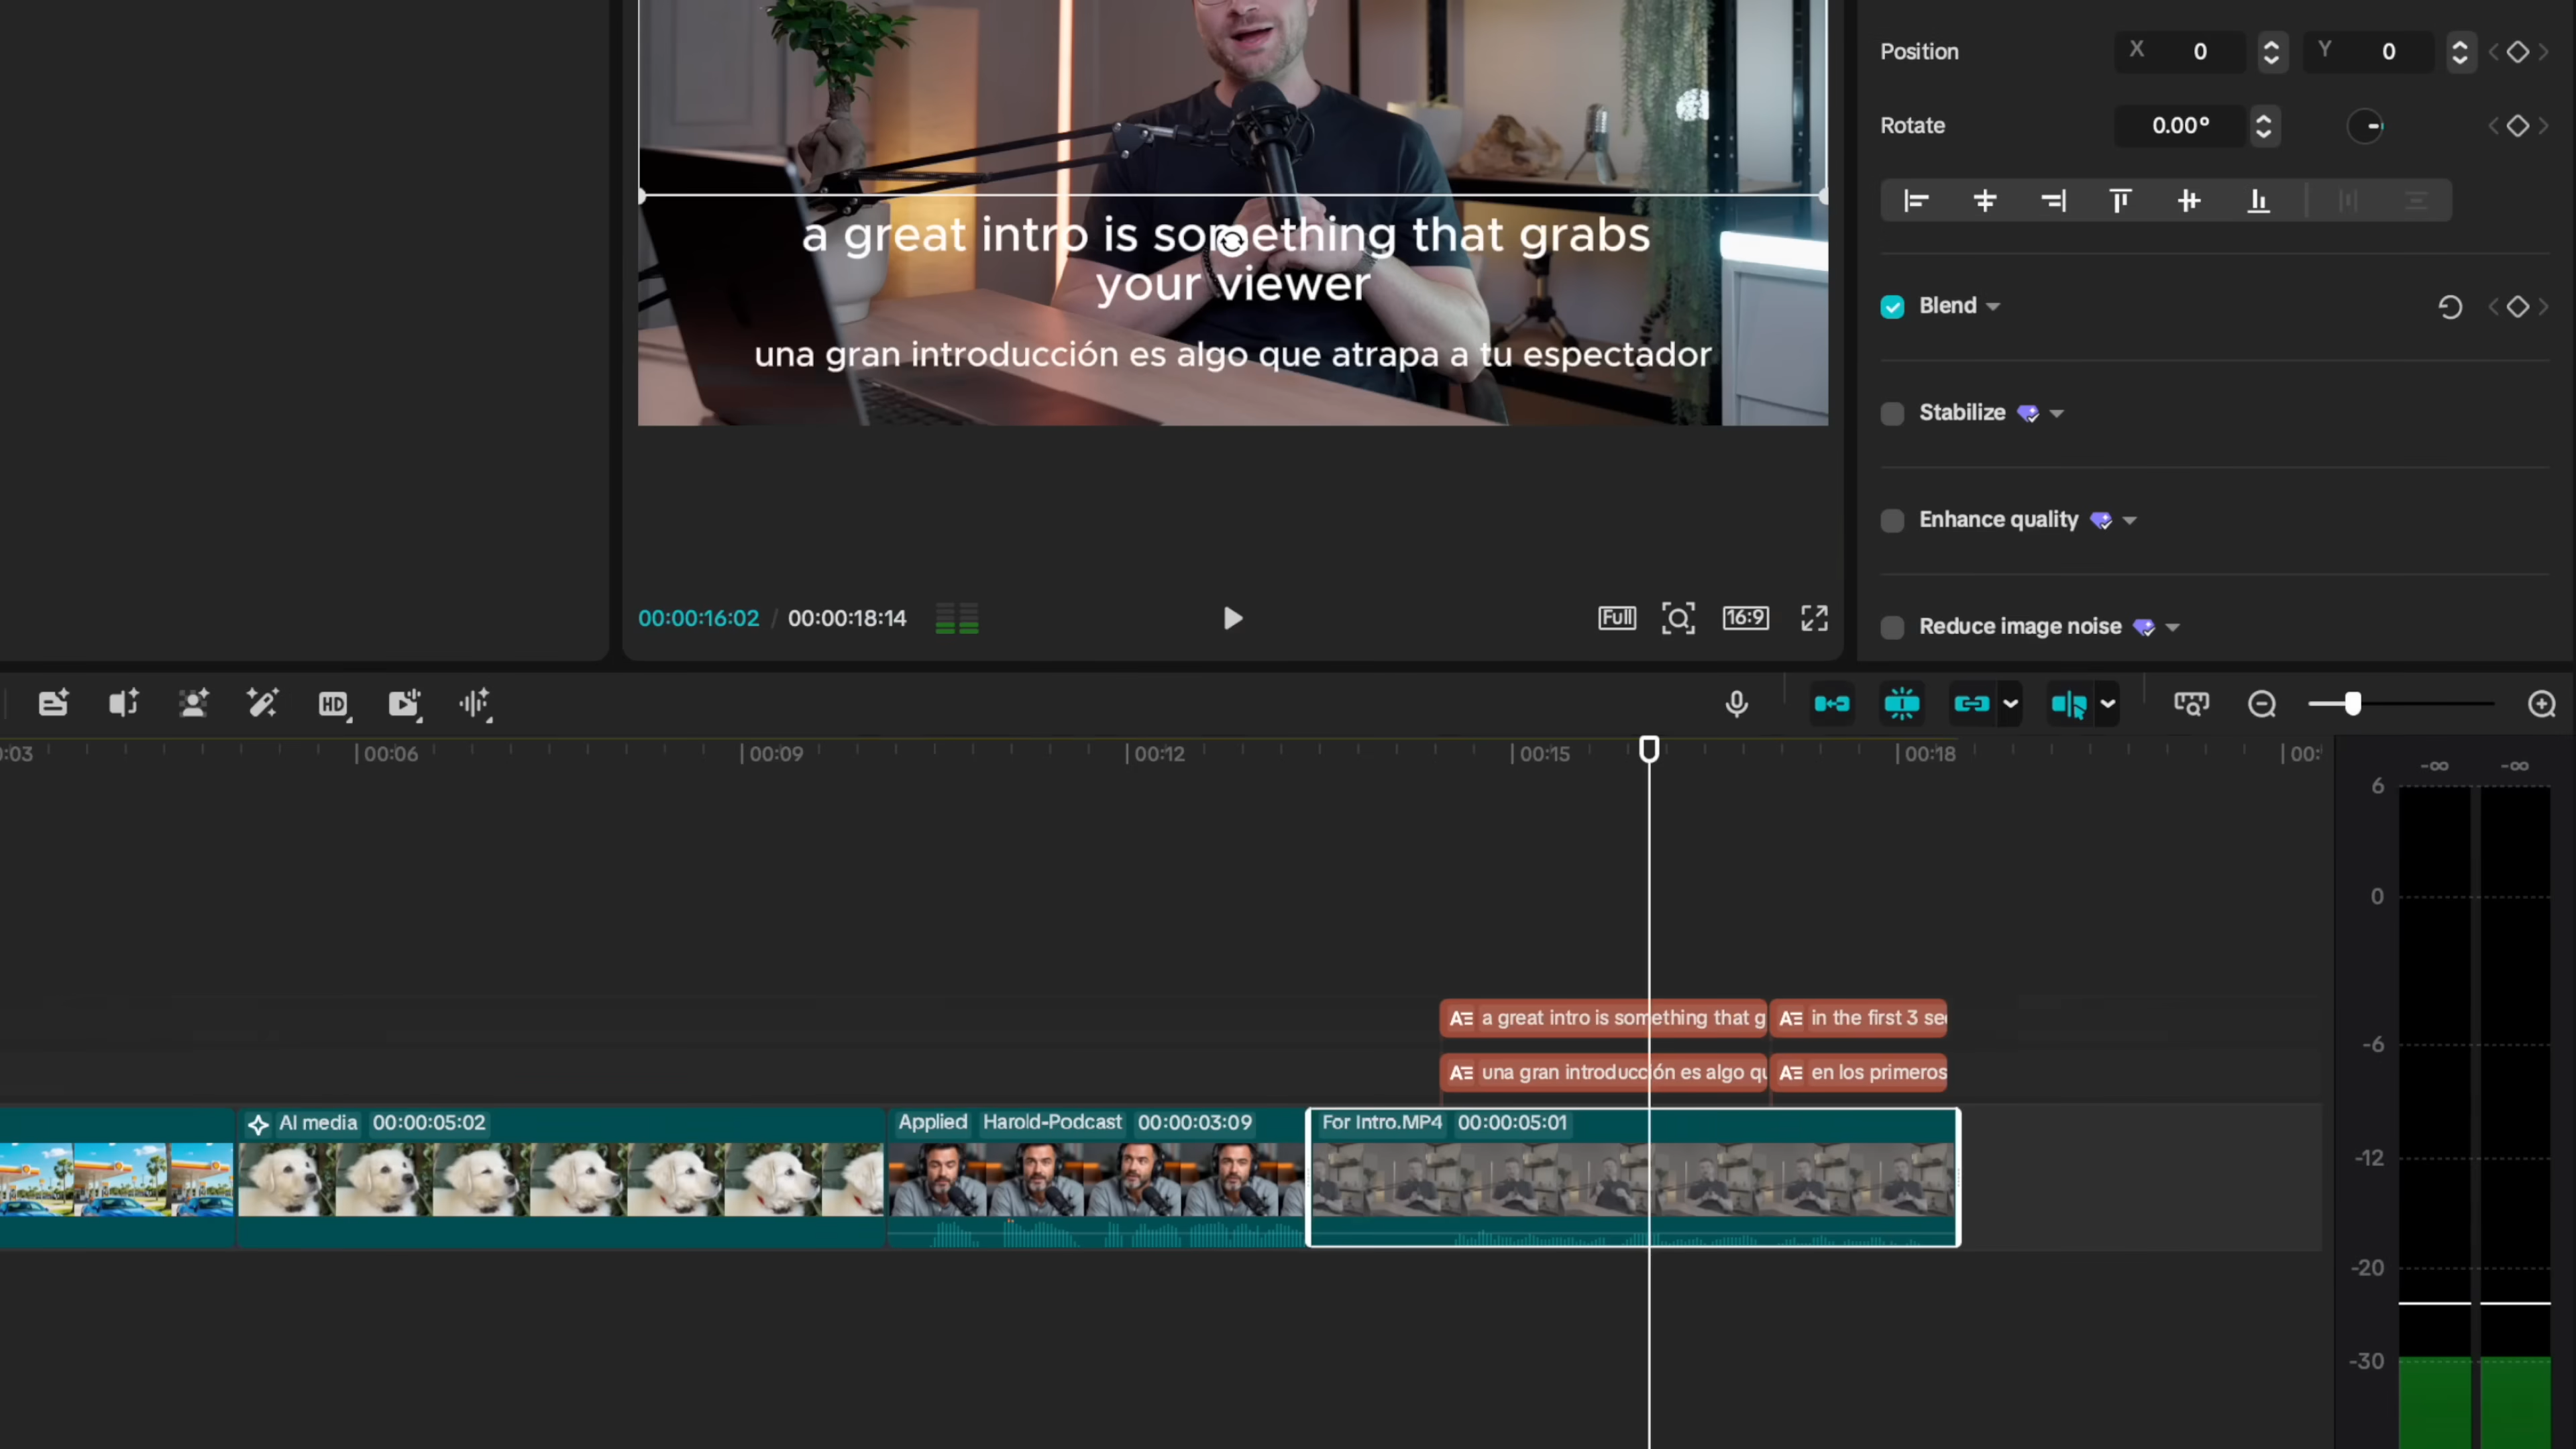 Position X 0 Y 0
Rotate 0.00°
a great intro is something that grabs
your viewer
una gran introducción es algo que atrapa a tu espectador
Blend
Stabilize
Enhance quality
Reduce image noise
00:00:16:02 / 00:00:18:14
Full
16:9
HD
:03 00:06 00:09 00:12 00:15 00:18 00:
-∞ -∞
6
0
-6
-12
-20
-30
A a great intro is something that g
A in the first 3 se
A una gran introducción es algo qu
A en los primeros
AI media 00:00:05:02
Applied Harold-Podcast 00:00:03:09
For Intro.MP4 00:00:05:01